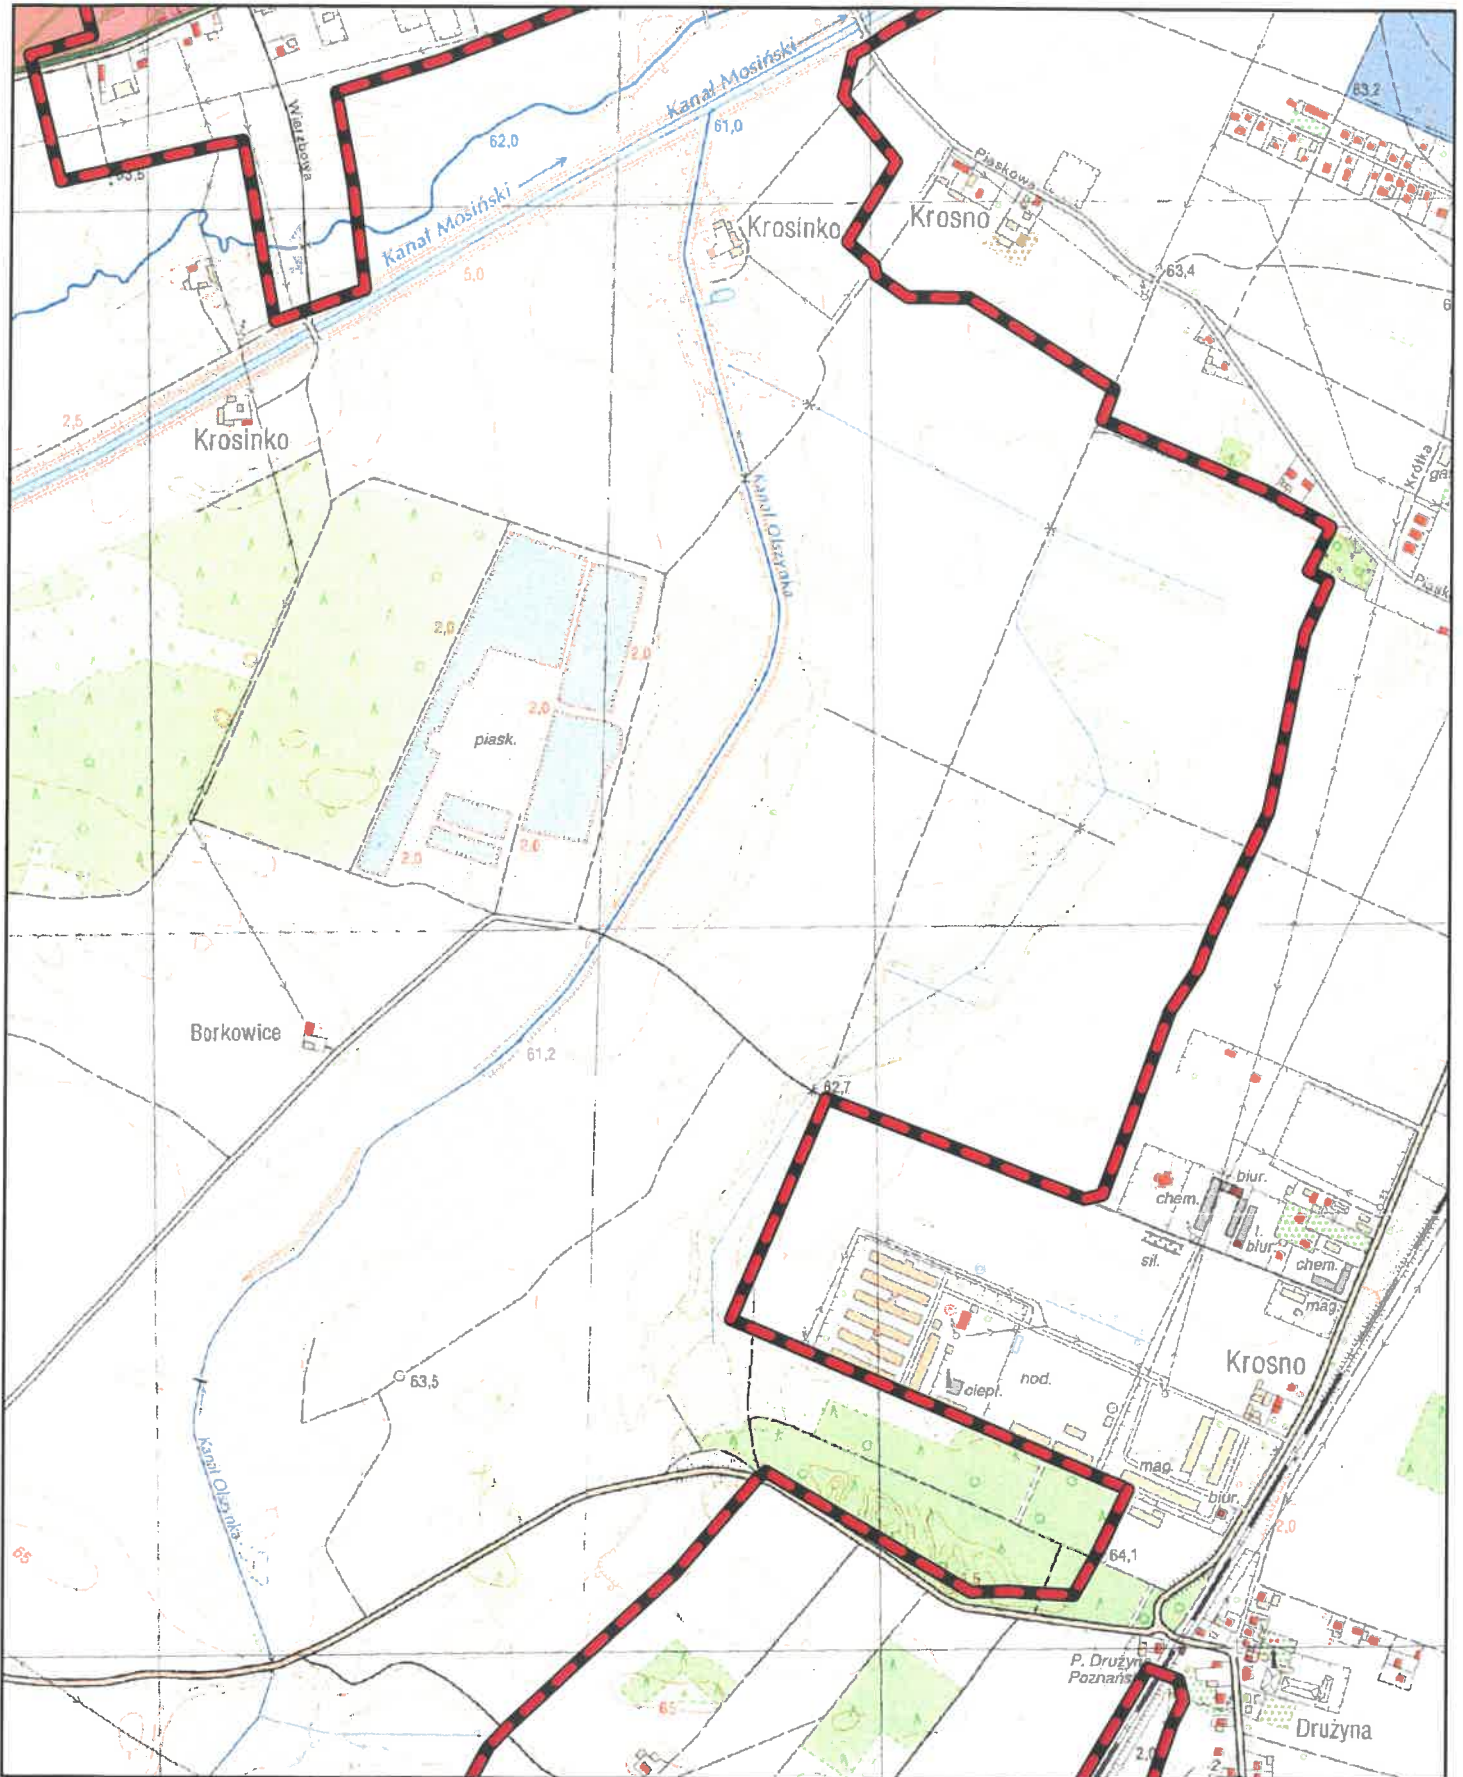 Kanał Mosiński
Wierzbowa
62,0
61,0
63,2
63,5
Kanał Mosiński
Piaskowa
Krosinko
Krosno
5,0
63,4
2,5
Krosinko
Krótka
Kanał Olszynka
2,0
2,0
2,0
piask.
2,0
2,0
Borkowice
61,2
62,7
chem.
biur.
biur.
sil.
chem.
mag.
Krosno
63,5
ciepł.
hod.
mag.
biur.
Kanał Olszynka
2,0
65
64,1
P. Drużyna
Poznańs
65
Drużyna
2,0
2